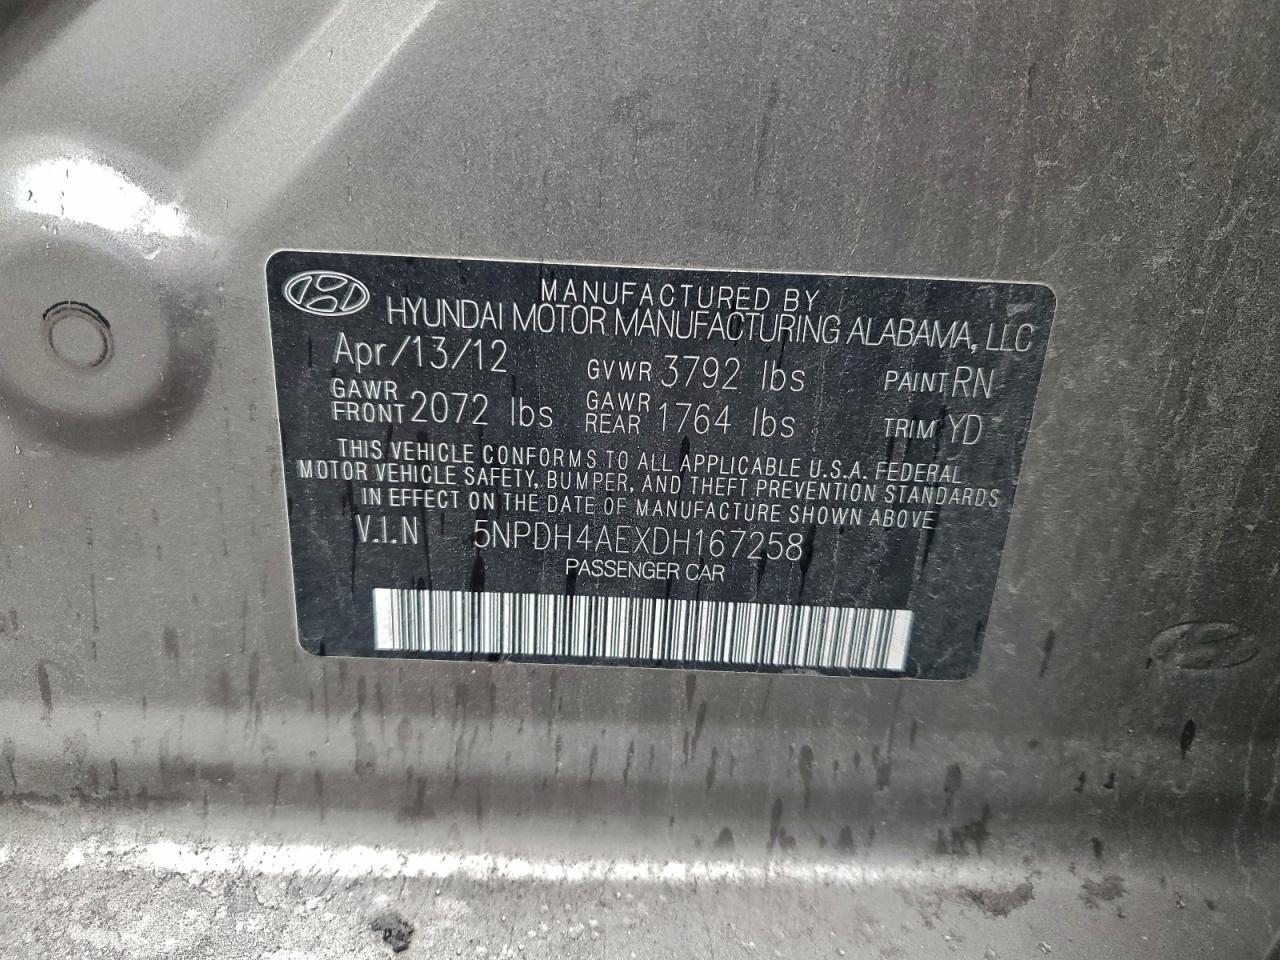 MANUFACTURED BY
HYUNDAI MOTOR MANUFACTURING ALABAMA, LLC
Apr/13/12 GVWR 3792 lbs PAINT RN
GAWR FRONT 2072 lbs GAWR REAR 1764 lbs TRIM YD
THIS VEHICLE CONFORMS TO ALL APPLICABLE U.S.A. FEDERAL
MOTOR VEHICLE SAFETY, BUMPER, AND THEFT PREVENTION STANDARDS
IN EFFECT ON THE DATE OF MANUFACTURE SHOWN ABOVE
V.I.N 5NPDH4AEXDH167258
PASSENGER CAR